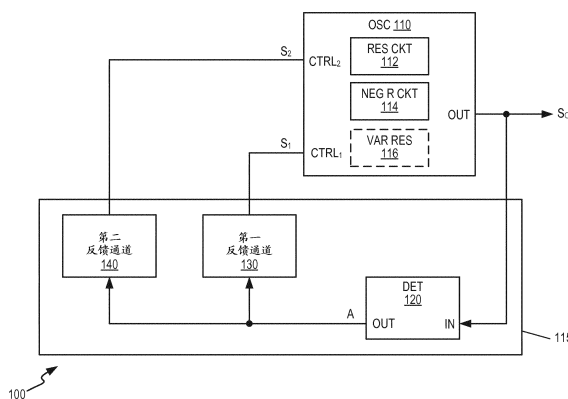 OSC 110
S₂
CTRL₂
RES CKT
112
NEG R CKT
114
OUT
S₁
CTRL₁
VAR RES
116
第二
反馈通道
140
第一
反馈通道
130
DET
120
A
OUT
IN
115
100